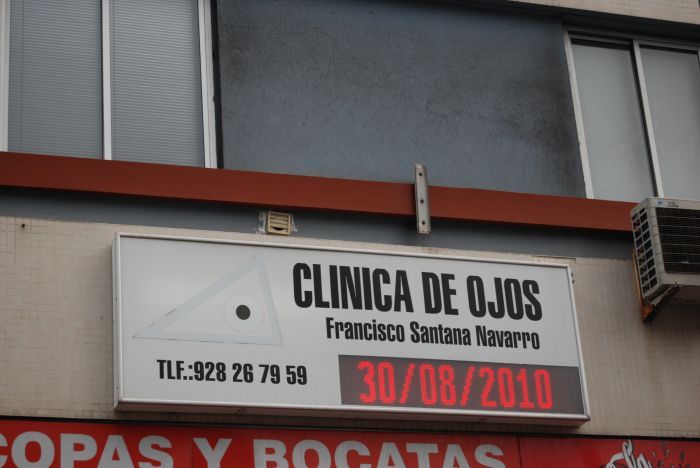 CLINICA DE OJOS
Francisco Santana Navarro
TLF.:928 26 79 59
30/08/2010
COPAS Y BOCATAS